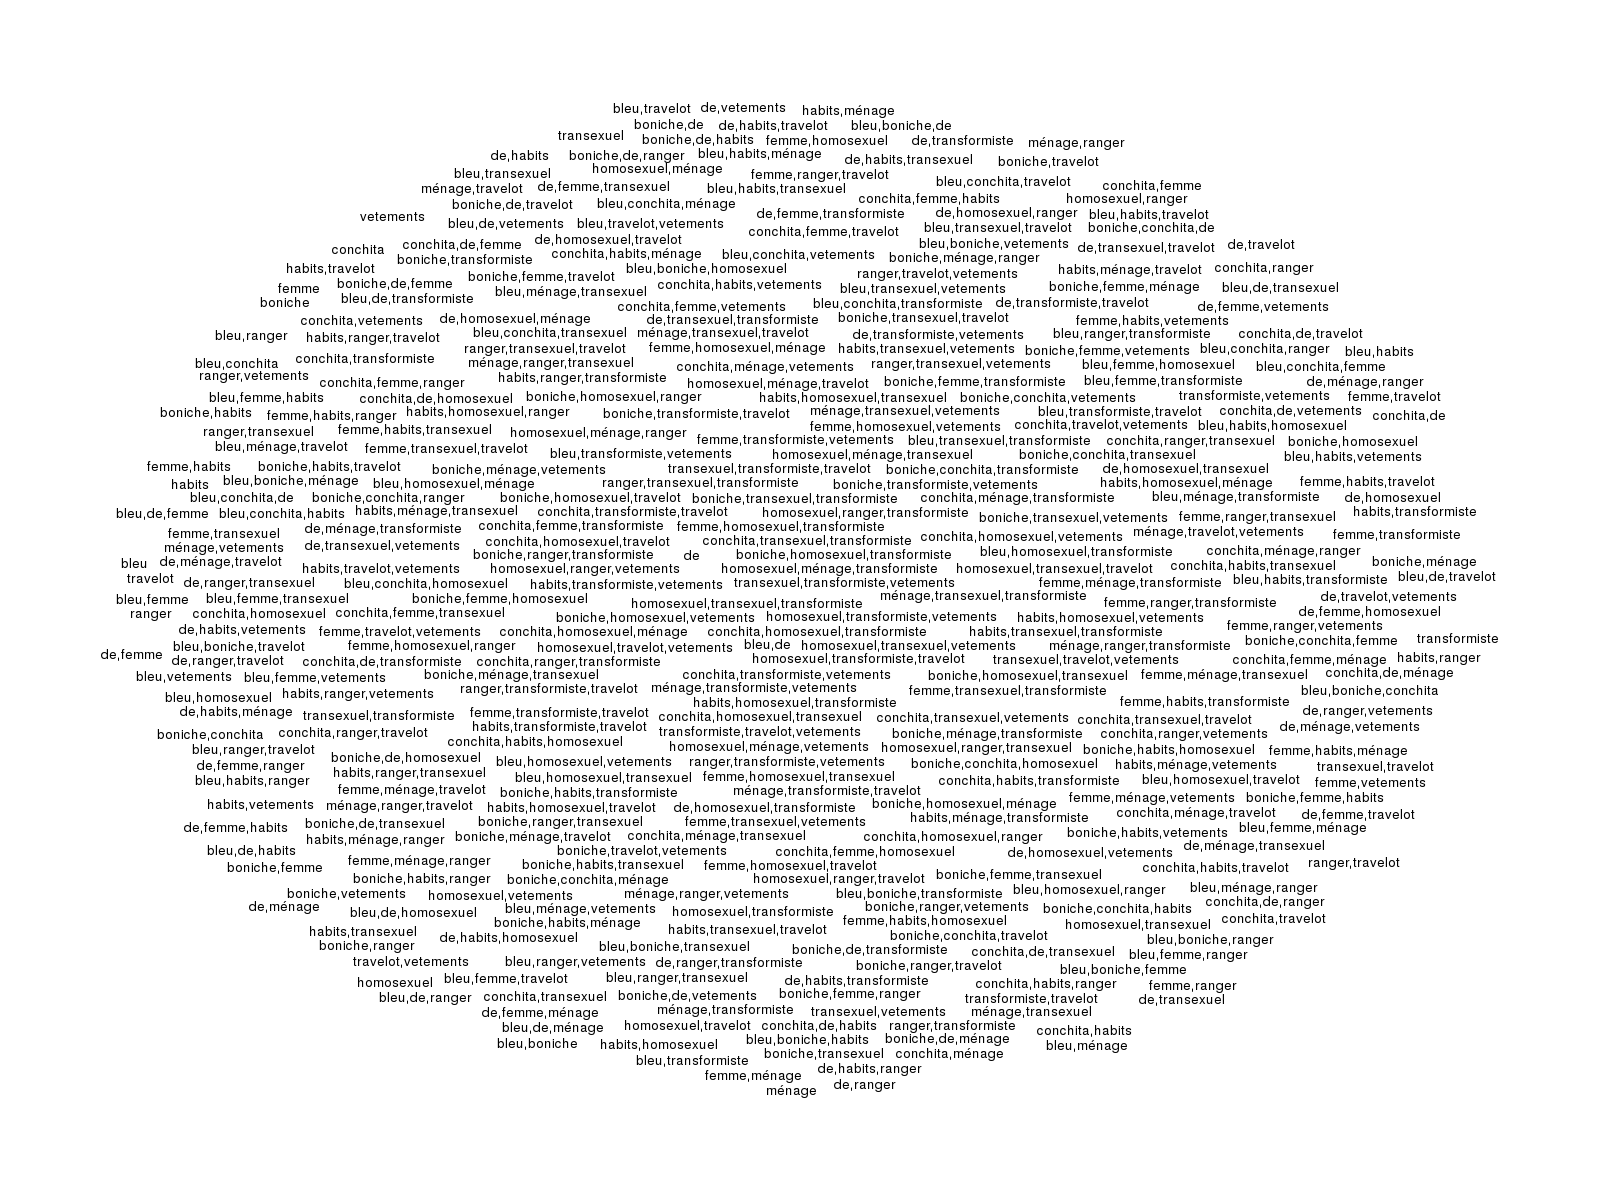 bleu,travelot de,vetements habits,ménage
boniche,de de,habits,travelot bleu,boniche,de
transexuel boniche,de,habits femme,homosexuel de,transformiste ménage,ranger
de,habits boniche,de,ranger bleu,habits,ménage de,habits,transexuel boniche,travelot
bleu,transexuel homosexuel,ménage femme,ranger,travelot bleu,conchita,travelot conchita,femme
ménage,travelot de,femme,transexuel bleu,habits,transexuel conchita,femme,habits homosexuel,ranger
boniche,de,travelot bleu,conchita,ménage de,femme,transformiste de,homosexuel,ranger bleu,habits,travelot
vetements bleu,de,vetements bleu,travelot,vetements conchita,femme,travelot bleu,transexuel,travelot boniche,conchita,de
conchita conchita,de,femme de,homosexuel,travelot bleu,boniche,vetements de,transexuel,travelot de,travelot
boniche,transformiste conchita,habits,ménage bleu,conchita,vetements boniche,ménage,ranger
habits,travelot boniche,femme,travelot bleu,boniche,homosexuel ranger,travelot,vetements habits,ménage,travelot conchita,ranger
femme boniche,de,femme bleu,ménage,transexuel conchita,habits,vetements bleu,transexuel,vetements boniche,femme,ménage bleu,de,transexuel
boniche bleu,de,transformiste conchita,femme,vetements bleu,conchita,transformiste de,transformiste,travelot de,femme,vetements
conchita,vetements de,homosexuel,ménage de,transexuel,transformiste boniche,transexuel,travelot femme,habits,vetements
bleu,ranger habits,ranger,travelot bleu,conchita,transexuel ménage,transexuel,travelot de,transformiste,vetements bleu,ranger,transformiste conchita,de,travelot
ranger,transexuel,travelot femme,homosexuel,ménage habits,transexuel,vetements boniche,femme,vetements bleu,conchita,ranger bleu,habits
bleu,conchita conchita,transformiste ménage,ranger,transexuel conchita,ménage,vetements ranger,transexuel,vetements bleu,femme,homosexuel bleu,conchita,femme
ranger,vetements conchita,femme,ranger habits,ranger,transformiste homosexuel,ménage,travelot boniche,femme,transformiste bleu,femme,transformiste de,ménage,ranger
bleu,femme,habits conchita,de,homosexuel boniche,homosexuel,ranger habits,homosexuel,transexuel boniche,conchita,vetements transformiste,vetements femme,travelot
boniche,habits femme,habits,ranger habits,homosexuel,ranger boniche,transformiste,travelot ménage,transexuel,vetements bleu,transformiste,travelot conchita,de,vetements conchita,de
ranger,transexuel femme,habits,transexuel homosexuel,ménage,ranger femme,homosexuel,vetements conchita,travelot,vetements bleu,habits,homosexuel
bleu,ménage,travelot femme,transexuel,travelot bleu,transformiste,vetements femme,transformiste,vetements bleu,transexuel,transformiste conchita,ranger,transexuel boniche,homosexuel
homosexuel,ménage,transexuel boniche,conchita,transexuel bleu,habits,vetements
femme,habits boniche,habits,travelot boniche,ménage,vetements transexuel,transformiste,travelot boniche,conchita,transformiste de,homosexuel,transexuel
habits bleu,boniche,ménage bleu,homosexuel,ménage ranger,transexuel,transformiste boniche,transformiste,vetements habits,homosexuel,ménage femme,habits,travelot
bleu,conchita,de boniche,conchita,ranger boniche,homosexuel,travelot boniche,transexuel,transformiste conchita,ménage,transformiste bleu,ménage,transformiste de,homosexuel
bleu,de,femme bleu,conchita,habits habits,ménage,transexuel conchita,transformiste,travelot homosexuel,ranger,transformiste boniche,transexuel,vetements femme,ranger,transexuel habits,transformiste
femme,transexuel de,ménage,transformiste conchita,femme,transformiste femme,homosexuel,transformiste conchita,homosexuel,vetements ménage,travelot,vetements femme,transformiste
ménage,vetements de,transexuel,vetements conchita,homosexuel,travelot conchita,transexuel,transformiste bleu,homosexuel,transformiste conchita,ménage,ranger
bleu de,ménage,travelot boniche,ranger,transformiste de boniche,homosexuel,transformiste conchita,habits,transexuel boniche,ménage
habits,travelot,vetements homosexuel,ranger,vetements homosexuel,ménage,transformiste homosexuel,transexuel,travelot
travelot de,ranger,transexuel bleu,conchita,homosexuel habits,transformiste,vetements transexuel,transformiste,vetements femme,ménage,transformiste bleu,habits,transformiste bleu,de,travelot
bleu,femme bleu,femme,transexuel boniche,femme,homosexuel homosexuel,transexuel,transformiste ménage,transexuel,transformiste femme,ranger,transformiste de,travelot,vetements
ranger conchita,homosexuel conchita,femme,transexuel boniche,homosexuel,vetements homosexuel,transformiste,vetements habits,homosexuel,vetements de,femme,homosexuel
de,habits,vetements femme,travelot,vetements conchita,homosexuel,ménage conchita,homosexuel,transformiste habits,transexuel,transformiste femme,ranger,vetements
bleu,boniche,travelot femme,homosexuel,ranger homosexuel,travelot,vetements bleu,de homosexuel,transexuel,vetements ménage,ranger,transformiste boniche,conchita,femme transformiste
de,femme de,ranger,travelot conchita,de,transformiste conchita,ranger,transformiste homosexuel,transformiste,travelot transexuel,travelot,vetements conchita,femme,ménage habits,ranger
bleu,vetements bleu,femme,vetements boniche,ménage,transexuel conchita,transformiste,vetements boniche,homosexuel,transexuel femme,ménage,transexuel conchita,de,ménage
bleu,homosexuel habits,ranger,vetements ranger,transformiste,travelot ménage,transformiste,vetements femme,transexuel,transformiste bleu,boniche,conchita
habits,homosexuel,transformiste femme,habits,transformiste
de,habits,ménage transexuel,transformiste femme,transformiste,travelot conchita,homosexuel,transexuel conchita,transexuel,vetements conchita,transexuel,travelot de,ranger,vetements
boniche,conchita conchita,ranger,travelot habits,transformiste,travelot transformiste,travelot,vetements boniche,ménage,transformiste conchita,ranger,vetements de,ménage,vetements
bleu,ranger,travelot conchita,habits,homosexuel homosexuel,ménage,vetements homosexuel,ranger,transexuel boniche,habits,homosexuel femme,habits,ménage
de,femme,ranger boniche,de,homosexuel bleu,homosexuel,vetements ranger,transformiste,vetements boniche,conchita,homosexuel habits,ménage,vetements transexuel,travelot
bleu,habits,ranger habits,ranger,transexuel bleu,homosexuel,transexuel femme,homosexuel,transexuel conchita,habits,transformiste bleu,homosexuel,travelot femme,vetements
femme,ménage,travelot boniche,habits,transformiste ménage,transformiste,travelot
habits,vetements ménage,ranger,travelot habits,homosexuel,travelot de,homosexuel,transformiste boniche,homosexuel,ménage femme,ménage,vetements boniche,femme,habits
de,femme,habits boniche,de,transexuel boniche,ranger,transexuel femme,transexuel,vetements habits,ménage,transformiste conchita,ménage,travelot de,femme,travelot
habits,ménage,ranger boniche,ménage,travelot conchita,ménage,transexuel conchita,homosexuel,ranger boniche,habits,vetements bleu,femme,ménage
bleu,de,habits boniche,travelot,vetements conchita,femme,homosexuel de,homosexuel,vetements de,ménage,transexuel
boniche,femme femme,ménage,ranger boniche,habits,transexuel femme,homosexuel,travelot conchita,habits,travelot ranger,travelot
boniche,habits,ranger boniche,conchita,ménage homosexuel,ranger,travelot boniche,femme,transexuel
boniche,vetements homosexuel,vetements ménage,ranger,vetements bleu,boniche,transformiste bleu,homosexuel,ranger bleu,ménage,ranger
de,ménage bleu,de,homosexuel bleu,ménage,vetements homosexuel,transformiste boniche,ranger,vetements boniche,conchita,habits conchita,de,ranger
boniche,habits,ménage femme,habits,homosexuel conchita,travelot
habits,transexuel de,habits,homosexuel habits,transexuel,travelot boniche,conchita,travelot homosexuel,transexuel
boniche,ranger bleu,boniche,transexuel boniche,de,transformiste conchita,de,transexuel bleu,boniche,ranger
travelot,vetements bleu,ranger,vetements de,ranger,transformiste boniche,ranger,travelot bleu,boniche,femme bleu,femme,ranger
homosexuel bleu,femme,travelot bleu,ranger,transexuel de,habits,transformiste conchita,habits,ranger femme,ranger
bleu,de,ranger conchita,transexuel boniche,de,vetements boniche,femme,ranger transformiste,travelot de,transexuel
de,femme,ménage ménage,transformiste transexuel,vetements ménage,transexuel
bleu,de,ménage homosexuel,travelot conchita,de,habits ranger,transformiste conchita,habits
bleu,boniche habits,homosexuel bleu,boniche,habits boniche,de,ménage bleu,ménage
bleu,transformiste boniche,transexuel conchita,ménage
femme,ménage de,habits,ranger
ménage de,ranger